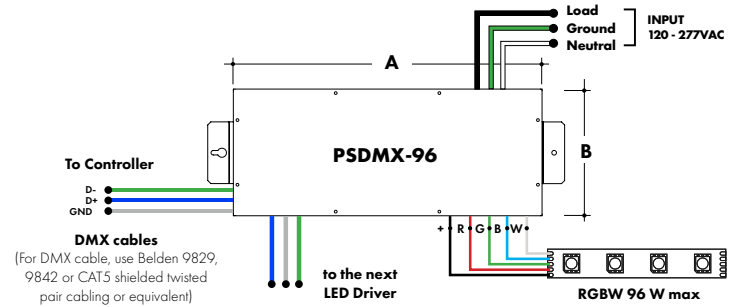 Load
Ground
Neutral
INPUT
120 - 277VAC
A
B
PSDMX-96
To Controller
D-
D+
GND
DMX cables
(For DMX cable, use Belden 9829,
9842 or CAT5 shielded twisted
pair cabling or equivalent)
to the next
LED Driver
+ R G B W
RGBW 96 W max